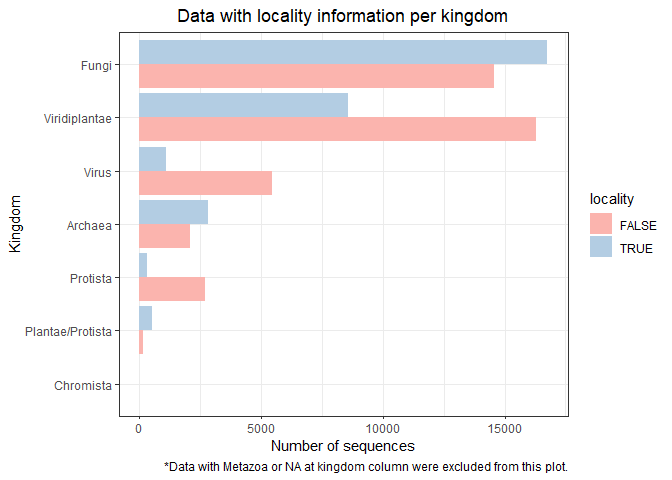 Data with locality information per kingdom
Kingdom
Fungi
Viridiplantae
Virus
Archaea
Protista
Plantae/Protista
Chromista
0 5000 10000 15000
Number of sequences
locality
FALSE
TRUE
*Data with Metazoa or NA at kingdom column were excluded from this plot.